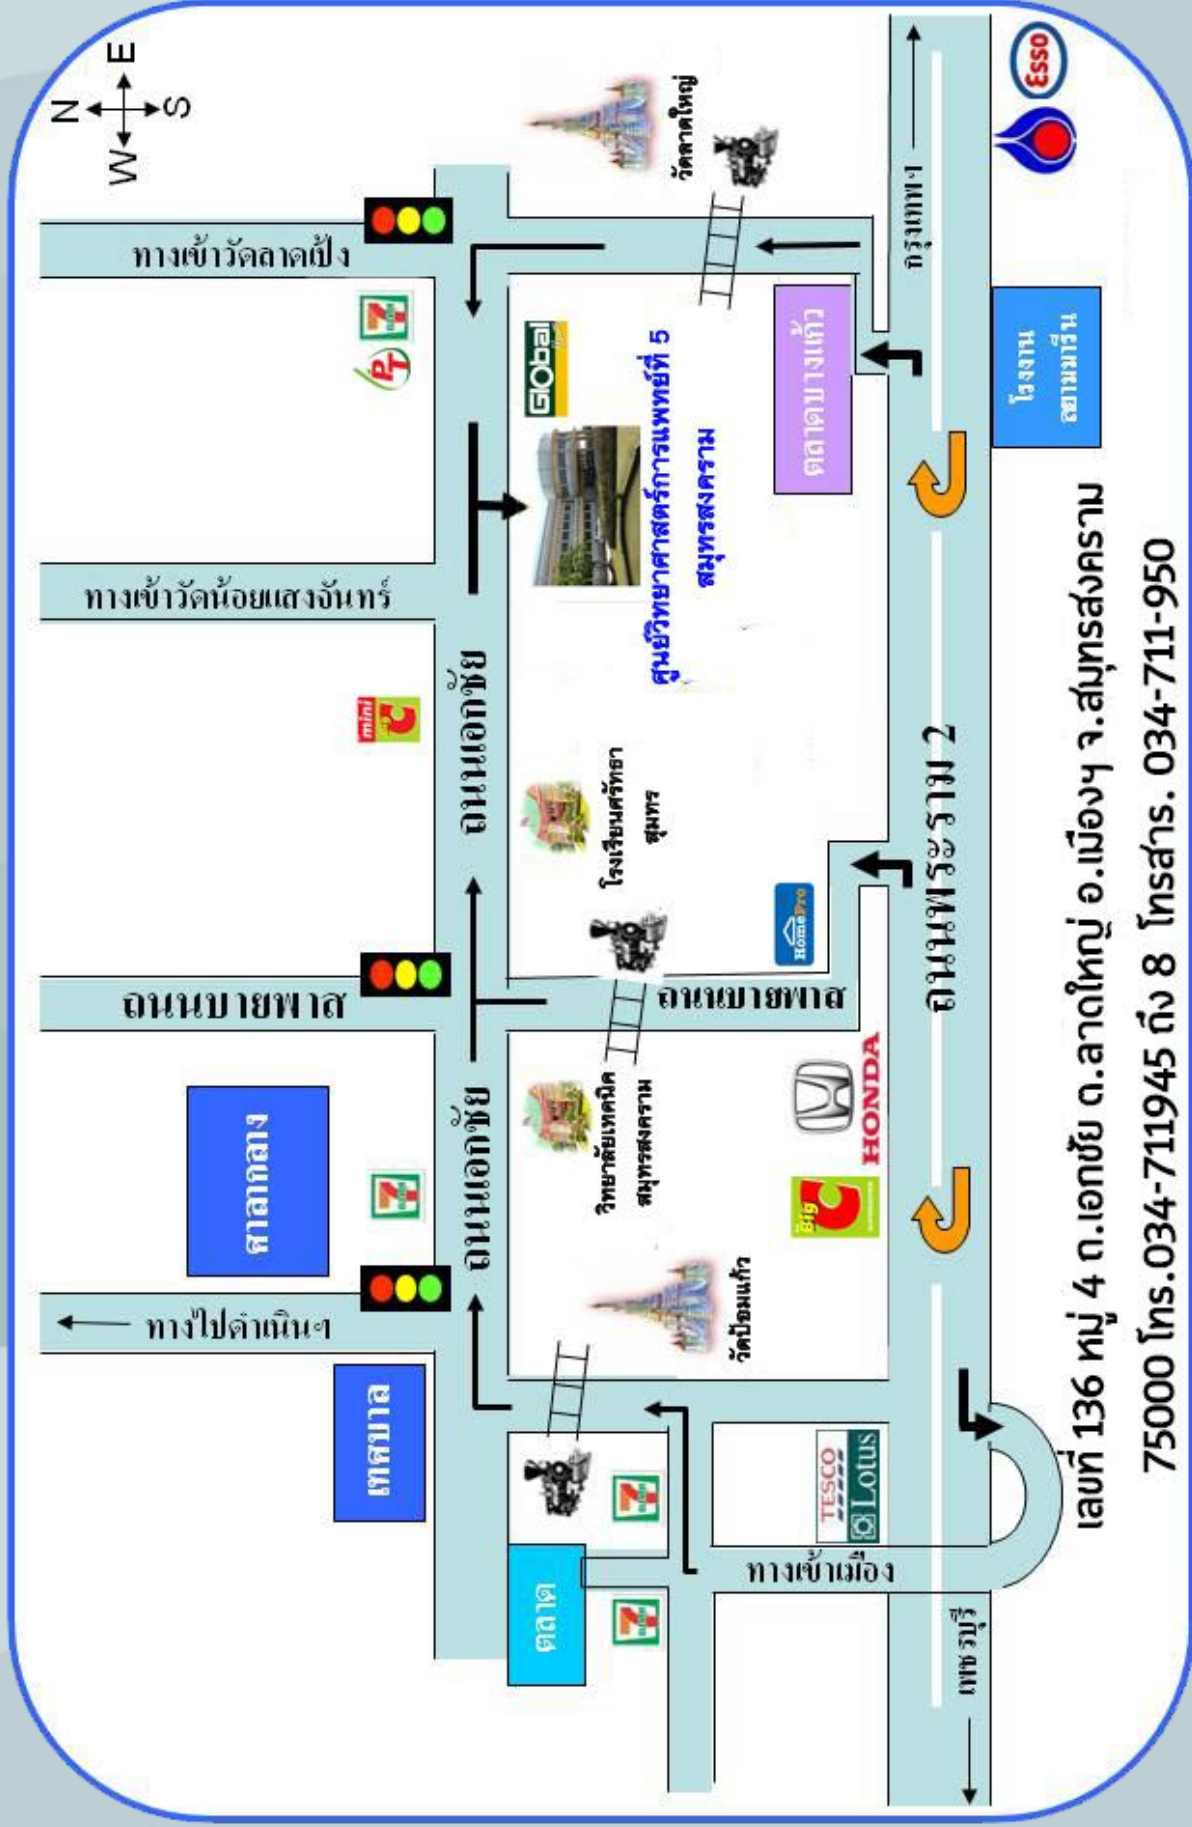 N
W E
S
ทางเข้าวัดลาดเป้ง
ทางเข้าวัดน้อยแสงจันทร์
ถนนบายพาส
ศาลากลาง
ทางไปดำเนินฯ
เทศบาล
PT
7 ELEVEN
mini Big C
7 ELEVEN
ถนนเอกชัย
ถนนเอกชัย
วัดลาดใหญ่
Global
ศูนย์วิทยาศาสตร์การแพทย์ที่ 5
สมุทรสงคราม
โรงเรียนศรัทธา
สมุทร
วิทยาลัยเทคนิค
สมุทรสงคราม
วัดป้อมแก้ว
ตลาด
7 ELEVEN
7 ELEVEN
ถนนบายพาส
HomePro
ตลาดบางแก้ว
HONDA
Big C
TESCO
Lotus
ทางเข้าเมือง
กรุงเทพฯ
ถนนพระราม 2
เพชรบุรี
Esso
โรงงาน
สยามมารีน
เลขที่ 136 หมู่ 4 ถ.เอกชัย ต.ลาดใหญ่ อ.เมืองฯ จ.สมุทรสงคราม
75000 โทร.034-711945 ถึง 8 โทรสาร. 034-711-950